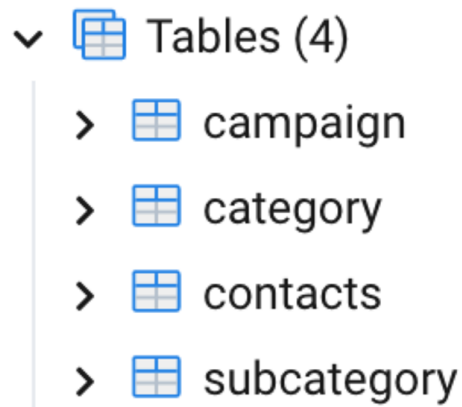 Tables (4)
campaign
category
contacts
subcategory